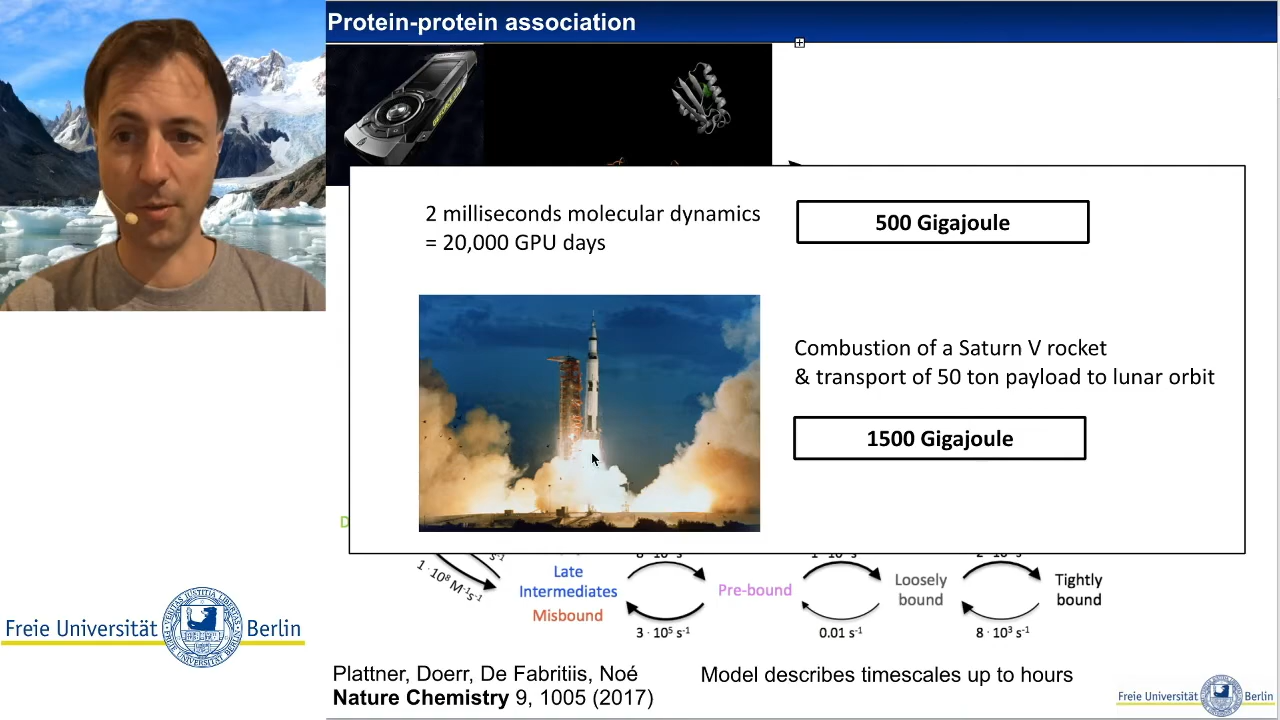 Protein-protein association
2 milliseconds molecular dynamics
= 20,000 GPU days
500 Gigajoule
Combustion of a Saturn V rocket
& transport of 50 ton payload to lunar orbit
1500 Gigajoule
D
1 · 10⁸ M⁻¹s⁻¹
s⁻¹
Late
Intermediates
Misbound
Pre-bound
Loosely
bound
Tightly
bound
3 · 10⁵ s⁻¹
0.01 s⁻¹
8 · 10³ s⁻¹
Freie Universität Berlin
Plattner, Doerr, De Fabritiis, Noé
Nature Chemistry 9, 1005 (2017)
Model describes timescales up to hours
Freie Universität Berlin